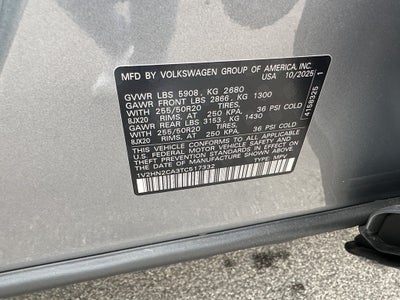 MFD BY VOLKSWAGEN GROUP OF AMERICA, INC.
USA 10/2025
GVWR LBS 5908, KG 2680
GAWR FRONT LBS 2866, KG 1300
WITH 255/50R20 TIRES,
8JX20 RIMS, AT 250 KPA, 36 PSI COLD
GAWR REAR LBS 3153, KG 1430
WITH 255/50R20 TIRES,
8JX20 RIMS, AT 250 KPA, 36 PSI COLD
THIS VEHICLE CONFORMS TO ALL APPLICABLE
U.S. FEDERAL MOTOR VEHICLE SAFETY
STANDARDS IN EFFECT ON THE
DATE OF MANUFACTURE SHOWN ABOVE.
1V2HN2CA3TC517332 TYPE: MPV
4158325 1